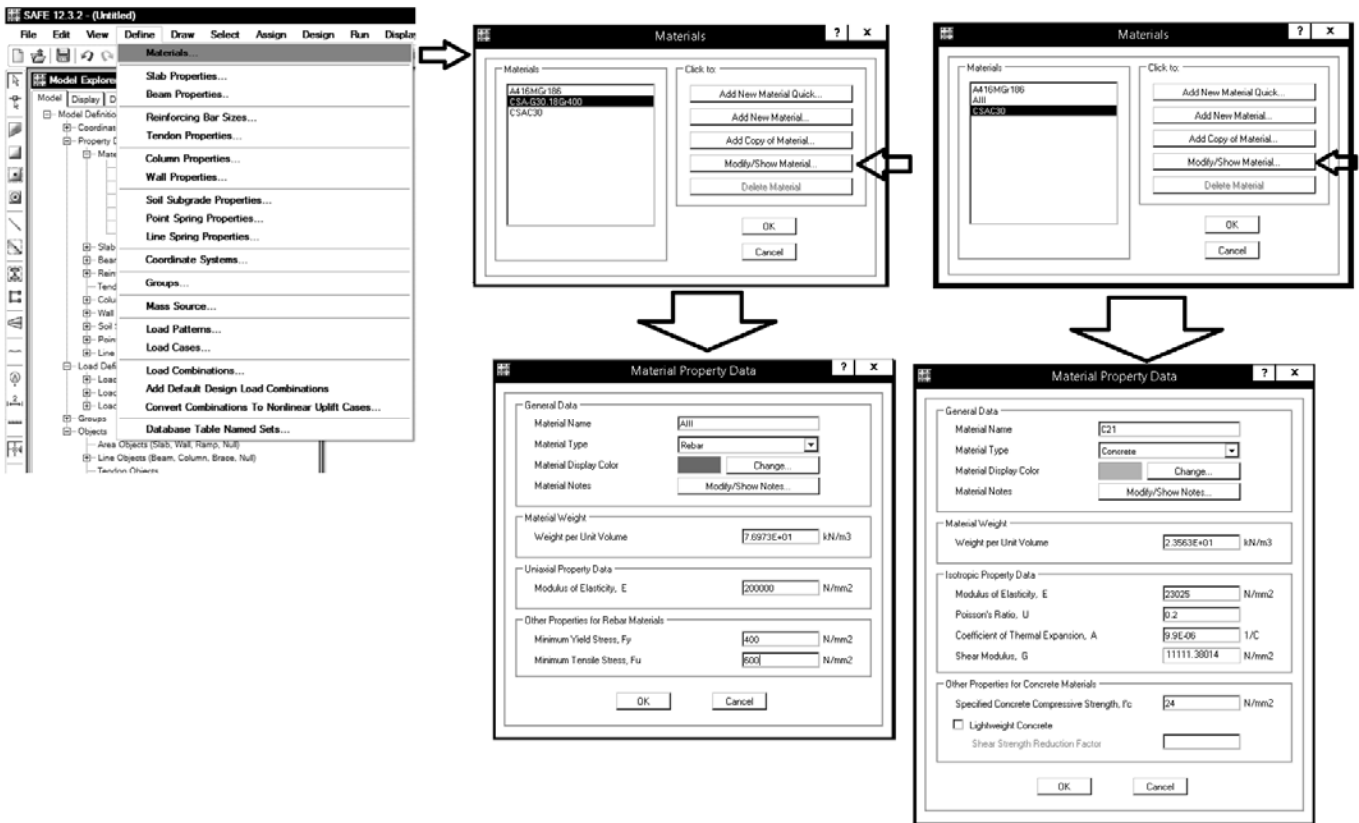 SAFE 12.3.2 - (Untitled)
File Edit View Define Draw Select Assign Design Run Display
Materials...
Slab Properties...
Beam Properties..
Reinforcing Bar Sizes...
Tendon Properties...
Column Properties...
Wall Properties...
Soil Subgrade Properties...
Point Spring Properties...
Line Spring Properties...
Coordinate Systems...
Groups...
Mass Source...
Load Patterns...
Load Cases...
Load Combinations...
Add Default Design Load Combinations
Convert Combinations To Nonlinear Uplift Cases...
Database Table Named Sets...
Model Explorer
Model Display D
Model Definitio
Coordinat
Property D
Mate
Slab
Bear
Rein
Tend
Colu
Wall
Soil S
Poin
Line
Load Defi
Load
Load
Load
Groups
Objects
Area Objects (Slab, Wall, Ramp, Null)
Line Objects (Beam, Column, Brace, Null)
Tendon Objects
Materials
? x
Materials
A416MGr186
CSA-G30.18Gr400
CSAC30
Click to:
Add New Material Quick...
Add New Material...
Add Copy of Material...
Modify/Show Material...
Delete Material
OK
Cancel
Materials
? x
Materials
A416MGr186
AIII
CSAC30
Click to:
Add New Material Quick...
Add New Material...
Add Copy of Material...
Modify/Show Material...
Delete Material
OK
Cancel
Material Property Data
? x
General Data
Material Name AIII
Material Type Rebar
Material Display Color Change...
Material Notes Modify/Show Notes...
Material Weight
Weight per Unit Volume 7.6973E+01 kN/m3
Uniaxial Property Data
Modulus of Elasticity, E 200000 N/mm2
Other Properties for Rebar Materials
Minimum Yield Stress, Fy 400 N/mm2
Minimum Tensile Stress, Fu 600 N/mm2
OK Cancel
Material Property Data
? x
General Data
Material Name C21
Material Type Concrete
Material Display Color Change...
Material Notes Modify/Show Notes...
Material Weight
Weight per Unit Volume 2.3563E+01 kN/m3
Isotropic Property Data
Modulus of Elasticity, E 23025 N/mm2
Poisson's Ratio, U 0.2
Coefficient of Thermal Expansion, A 9.9E-06 1/C
Shear Modulus, G 11111.38014 N/mm2
Other Properties for Concrete Materials
Specified Concrete Compressive Strength, f'c 24 N/mm2
Lightweight Concrete
Shear Strength Reduction Factor
OK Cancel